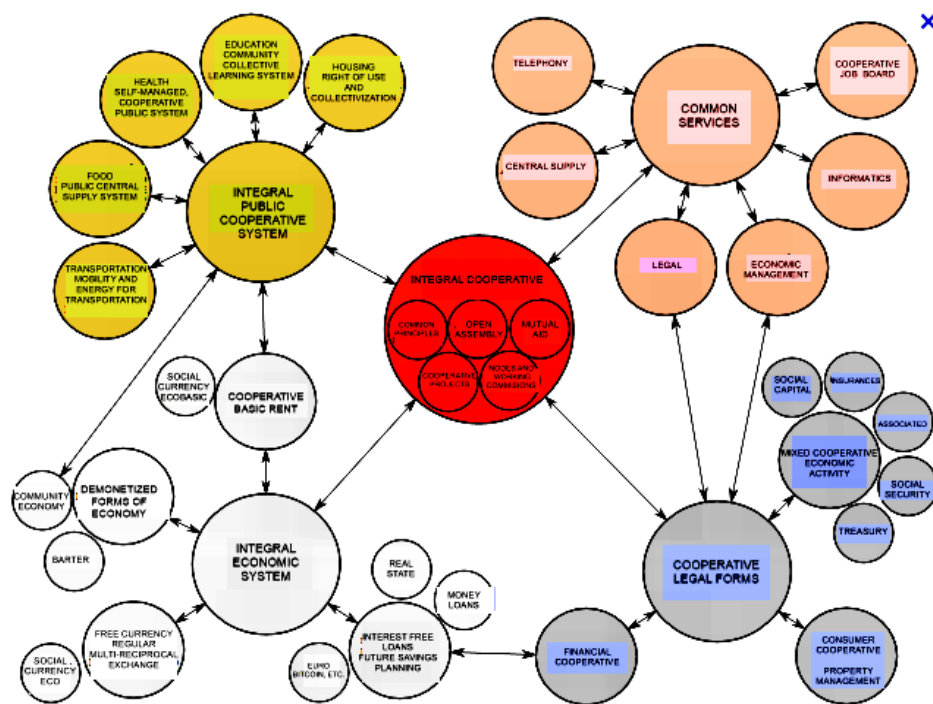 EDUCATION
COMMUNITY
COLLECTIVE
LEARNING SYSTEM
HOUSING
RIGHT OF USE
AND
COLLECTIVIZATION
HEALTH
SELF-MANAGED,
COOPERATIVE
PUBLIC SYSTEM
FOOD
PUBLIC CENTRAL
SUPPLY SYSTEM
TRANSPORTATION
MOBILITY AND
ENERGY FOR
TRANSPORTATION
INTEGRAL
PUBLIC
COOPERATIVE
SYSTEM
TELEPHONY
COOPERATIVE
JOB BOARD
COMMON
SERVICES
CENTRAL SUPPLY
INFORMATICS
LEGAL
ECONOMIC
MANAGEMENT
INTEGRAL COOPERATIVE
COMMON
PRINCIPLES
OPEN
ASSEMBLY
MUTUAL
AID
COOPERATIVE
PROJECTS
NODES AND
WORKING
COMMISIONS
SOCIAL
CURRENCY
ECOBASIC
COOPERATIVE
BASIC RENT
COMMUNITY
ECONOMY
DEMONETIZED
FORMS OF
ECONOMY
BARTER
INTEGRAL
ECONOMIC
SYSTEM
FREE CURRENCY
REGULAR
MULTI-RECIPROCAL
EXCHANGE
SOCIAL
CURRENCY
ECO
REAL
STATE
MONEY
LOANS
INTEREST FREE
LOANS
FUTURE SAVINGS
PLANNING
EURO
BITCOIN, ETC.
SOCIAL
CAPITAL
INSURANCES
ASSOCIATED
MIXED COOPERATIVE
ECONOMIC
ACTIVITY
SOCIAL
SECURITY
TREASURY
COOPERATIVE
LEGAL FORMS
FINANCIAL
COOPERATIVE
CONSUMER
COOPERATIVE
PROPERTY
MANAGEMENT